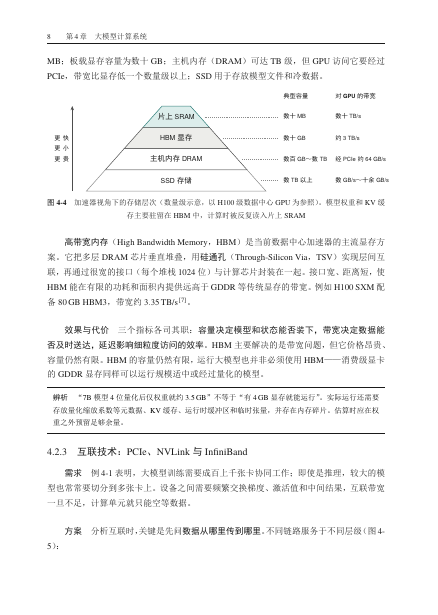 8 第 4 章 大模型计算系统
MB；板载显存容量为数十 GB；主机内存（DRAM）可达 TB 级，但 GPU 访问它要经过
PCIe，带宽比显存低一个数量级以上；SSD 用于存放模型文件和冷数据。
典型容量 对 GPU 的带宽
片上 SRAM 数十 MB 数十 TB/s
更 快 HBM 显存 数十 GB 约 3 TB/s
更 小
更 贵 主机内存 DRAM 数百 GB～数 TB 经 PCIe 约 64 GB/s
SSD 存储 数 TB 以上 数 GB/s～十余 GB/s
图 4-4 加速器视角下的存储层次（数量级示意，以 H100 级数据中心 GPU 为参照）。模型权重和 KV 缓
存主要驻留在 HBM 中，计算时被反复读入片上 SRAM
高带宽内存（High Bandwidth Memory，HBM）是当前数据中心加速器的主流显存方
案。它把多层 DRAM 芯片垂直堆叠，用硅通孔（Through-Silicon Via，TSV）实现层间互
联，再通过很宽的接口（每个堆栈 1024 位）与计算芯片封装在一起。接口宽、距离短，使
HBM 能在有限的功耗和面积内提供远高于 GDDR 等传统显存的带宽。例如 H100 SXM 配
备 80 GB HBM3，带宽约 3.35 TB/s[7]。
效果与代价 三个指标各司其职：容量决定模型和状态能否装下，带宽决定数据能
否及时送达，延迟影响细粒度访问的效率。HBM 主要解决的是带宽问题，但它价格昂贵、
容量仍然有限。HBM 的容量仍然有限，运行大模型也并非必须使用 HBM——消费级显卡
的 GDDR 显存同样可以运行规模适中或经过量化的模型。
辨析 “7B 模型 4 位量化后仅权重就约 3.5 GB”不等于“有 4 GB 显存就能运行”。实际运行还需要
存放量化缩放系数等元数据、KV 缓存、运行时缓冲区和临时张量，并存在内存碎片。估算时应在权
重之外预留足够余量。
4.2.3 互联技术：PCIe、NVLink 与 InfiniBand
需求 例 4-1 表明，大模型训练需要成百上千张卡协同工作；即使是推理，较大的模
型也常常要切分到多张卡上。设备之间需要频繁交换梯度、激活值和中间结果，互联带宽
一旦不足，计算单元就只能空等数据。
方案 分析互联时，关键是先问数据从哪里传到哪里。不同链路服务于不同层级（图 4-
5）：